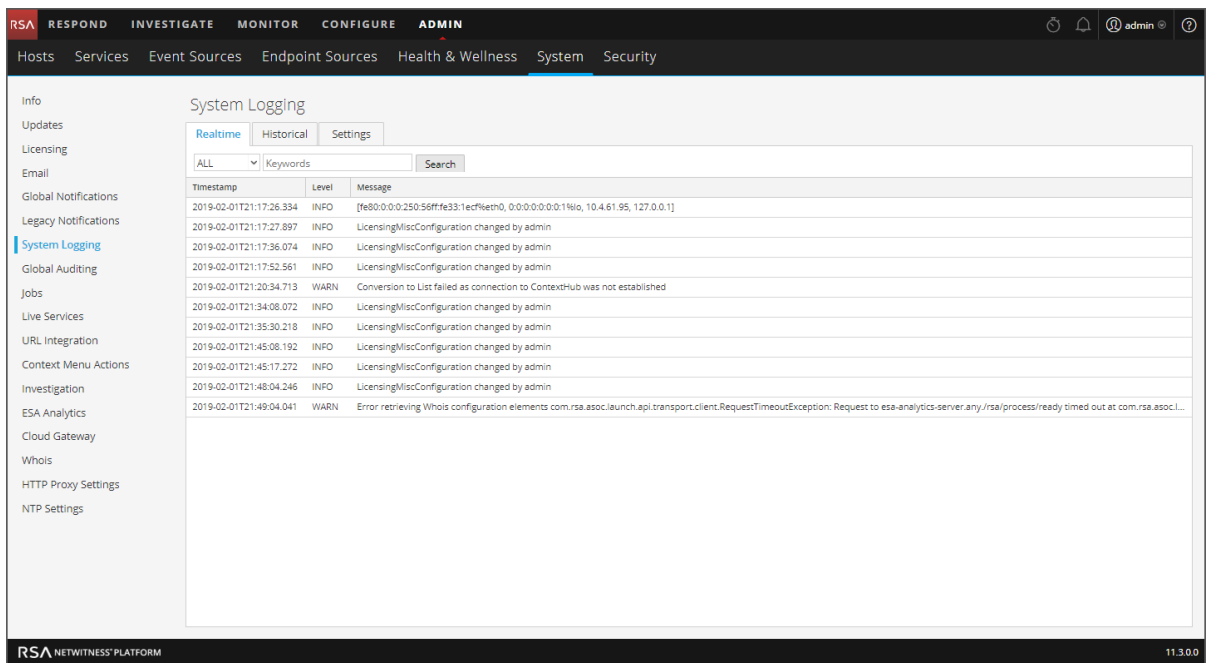 RSA RESPOND INVESTIGATE MONITOR CONFIGURE ADMIN admin
Hosts Services Event Sources Endpoint Sources Health & Wellness System Security
Info
Updates
Licensing
Email
Global Notifications
Legacy Notifications
System Logging
Global Auditing
Jobs
Live Services
URL Integration
Context Menu Actions
Investigation
ESA Analytics
Cloud Gateway
Whois
HTTP Proxy Settings
NTP Settings
System Logging
Realtime Historical Settings
ALL Keywords Search
Timestamp Level Message
2019-02-01T21:17:26.334 INFO [fe80:0:0:0:250:56ff:fe33:1ecf%eth0, 0:0:0:0:0:0:0:1%lo, 10.4.61.95, 127.0.0.1]
2019-02-01T21:17:27.897 INFO LicensingMiscConfiguration changed by admin
2019-02-01T21:17:36.074 INFO LicensingMiscConfiguration changed by admin
2019-02-01T21:17:52.561 INFO LicensingMiscConfiguration changed by admin
2019-02-01T21:20:34.713 WARN Conversion to List failed as connection to ContextHub was not established
2019-02-01T21:34:08.072 INFO LicensingMiscConfiguration changed by admin
2019-02-01T21:35:30.218 INFO LicensingMiscConfiguration changed by admin
2019-02-01T21:45:08.192 INFO LicensingMiscConfiguration changed by admin
2019-02-01T21:45:17.272 INFO LicensingMiscConfiguration changed by admin
2019-02-01T21:48:04.246 INFO LicensingMiscConfiguration changed by admin
2019-02-01T21:49:04.041 WARN Error retrieving Whois configuration elements com.rsa.asoc.launch.api.transport.client.RequestTimeoutException: Request to esa-analytics-server.any./rsa/process/ready timed out at com.rsa.asoc.l...
RSA NETWITNESS® PLATFORM 11.3.0.0